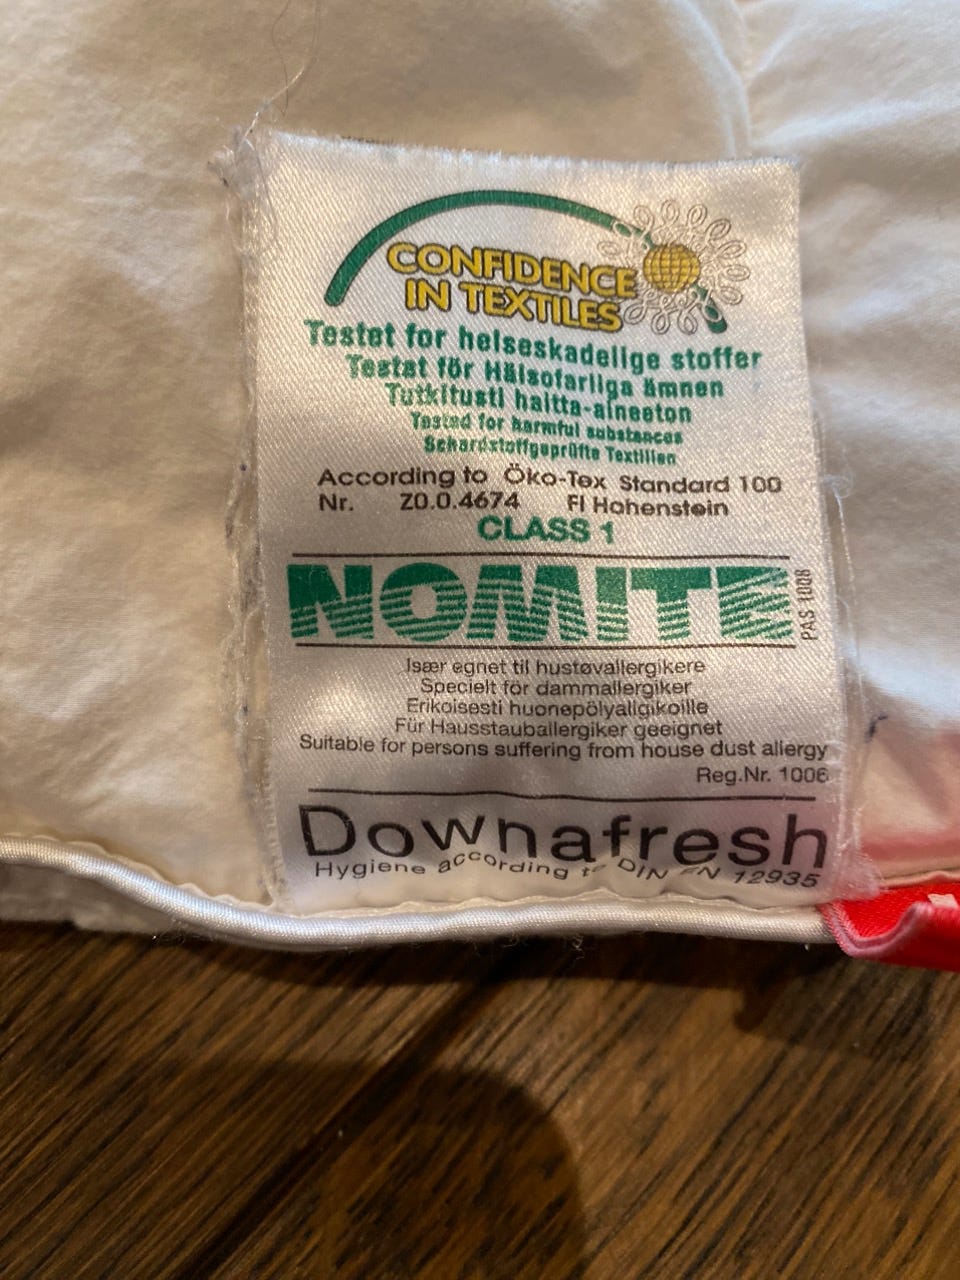 CONFIDENCE
IN TEXTILES
Testet for helseskadelige stoffer
Testat för Hälsofarliga ämnen
Tutkitusti haitta-aineeton
Tested for harmful substances
Schardstoffgeprüfte Textilien
According to Öko-Tex Standard 100
Nr. Z0.0.4674 FI Hohenstein
CLASS 1
NOMITE
PAS 1008
Især egnet til hustøvallergikere
Specielt för dammallergiker
Erikoisesti huonepölyallgikoille
Für Hausstauballergiker geeignet
Suitable for persons suffering from house dust allergy
Reg.Nr. 1006
Downafresh
Hygiene according to DIN EN 12935